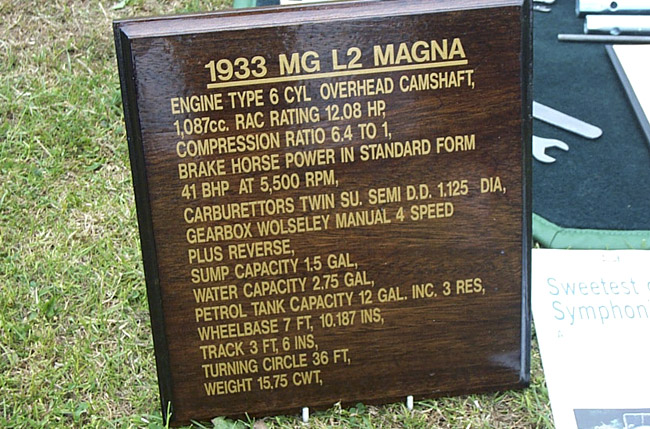 1933 MG L2 MAGNA
ENGINE TYPE 6 CYL OVERHEAD CAMSHAFT,
1,087cc. RAC RATING 12.08 HP,
COMPRESSION RATIO 6.4 TO 1,
BRAKE HORSE POWER IN STANDARD FORM
41 BHP AT 5,500 RPM,
CARBURETTORS TWIN SU. SEMI D.D. 1.125 DIA,
GEARBOX WOLSELEY MANUAL 4 SPEED
PLUS REVERSE,
SUMP CAPACITY 1.5 GAL,
WATER CAPACITY 2.75 GAL,
PETROL TANK CAPACITY 12 GAL. INC. 3 RES,
WHEELBASE 7 FT, 10.187 INS,
TRACK 3 FT, 6 INS,
TURNING CIRCLE 36 FT,
WEIGHT 15.75 CWT,
Sweetest